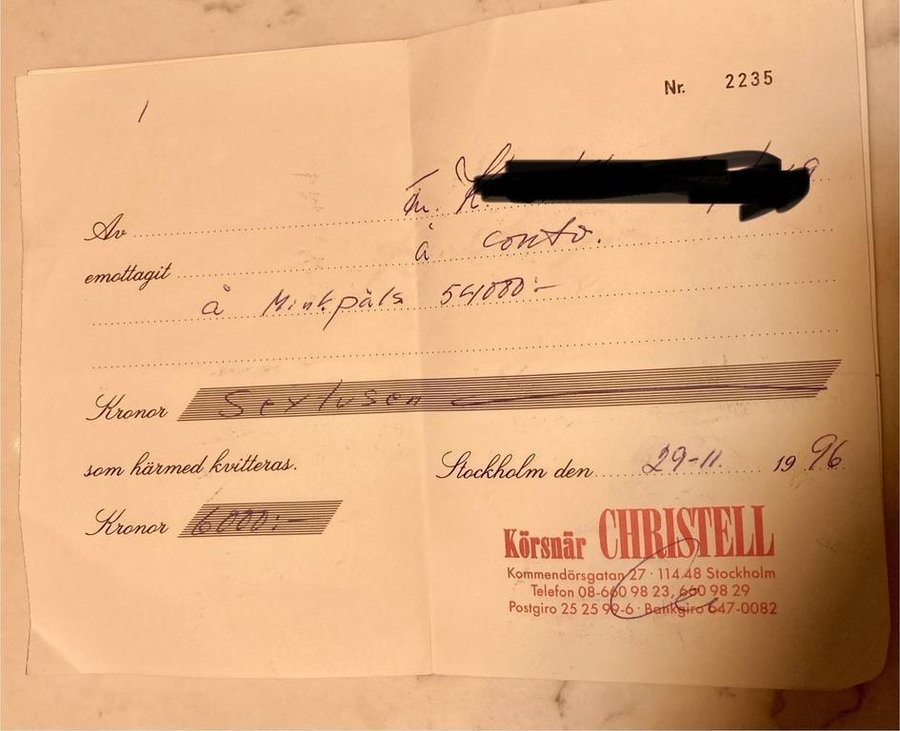 Nr. 2235
Av Fr.
emottagit à conto.
à Minkpäls 54000:-
Kronor Sextusen
som härmed kvitteras.
Stockholm den 29-11. 1996
Kronor 6000:-
Körsnär CHRISTELL
Kommendörsgatan 27 · 114 48 Stockholm
Telefon 08-660 98 23, 660 98 29
Postgiro 25 25 99-6 · Bankgiro 647-0082